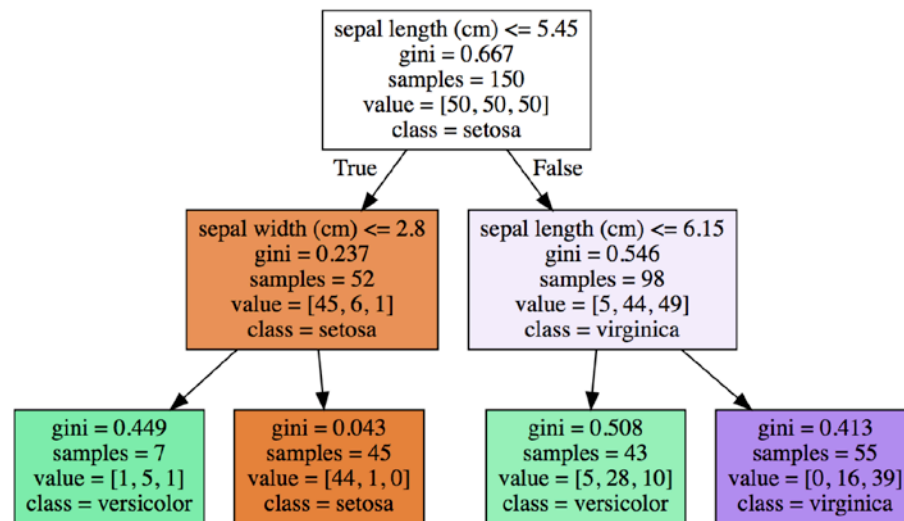 sepal length (cm) <= 5.45
gini = 0.667
samples = 150
value = [50, 50, 50]
class = setosa
True
False
sepal width (cm) <= 2.8
gini = 0.237
samples = 52
value = [45, 6, 1]
class = setosa
sepal length (cm) <= 6.15
gini = 0.546
samples = 98
value = [5, 44, 49]
class = virginica
gini = 0.449
samples = 7
value = [1, 5, 1]
class = versicolor
gini = 0.043
samples = 45
value = [44, 1, 0]
class = setosa
gini = 0.508
samples = 43
value = [5, 28, 10]
class = versicolor
gini = 0.413
samples = 55
value = [0, 16, 39]
class = virginica